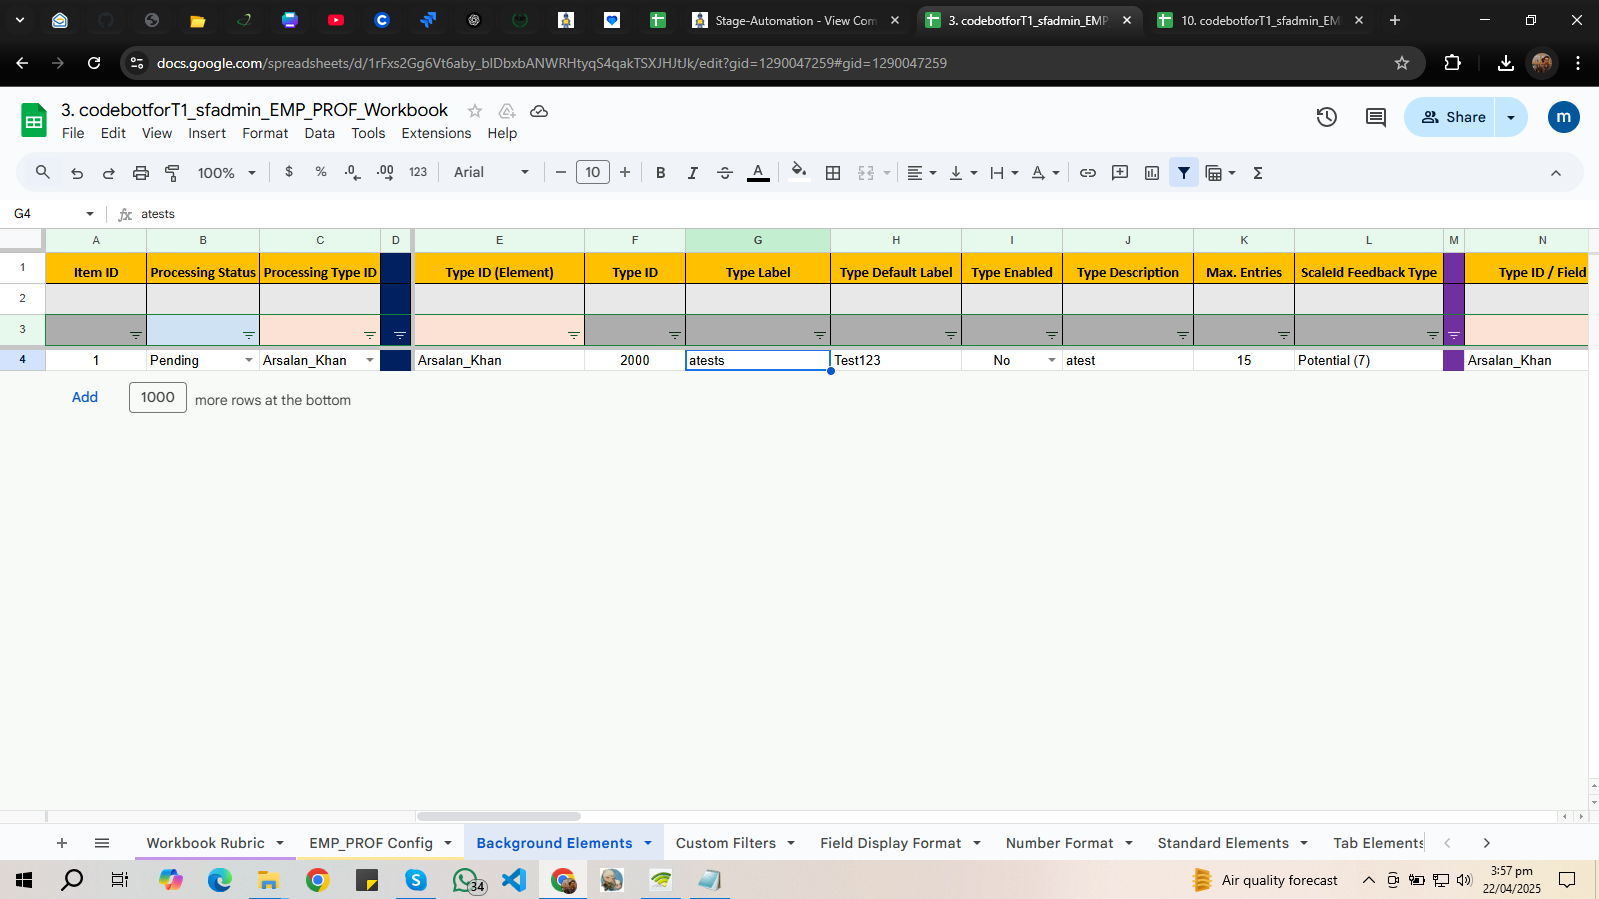 Stage-Automation - View Com
3. codebotforT1_sfadmin_EMP
10. codebotforT1_sfadmin_EM
docs.google.com/spreadsheets/d/1rFxs2Gg6Vt6aby_bIDbxbANWRHtyqS4qakTSXJHJtJk/edit?gid=1290047259#gid=1290047259
3. codebotforT1_sfadmin_EMP_PROF_Workbook
File Edit View Insert Format Data Tools Extensions Help
Share
m
100% $ % .0 .00 123 Arial 10 B I S A
G4 fx atests
A B C D E F G H I J K L M N
1 Item ID Processing Status Processing Type ID Type ID (Element) Type ID Type Label Type Default Label Type Enabled Type Description Max. Entries ScaleId Feedback Type Type ID / Field
2
3
4 1 Pending Arsalan_Khan Arsalan_Khan 2000 atests Test123 No atest 15 Potential (7) Arsalan_Khan
Add 1000 more rows at the bottom
Workbook Rubric EMP_PROF Config Background Elements Custom Filters Field Display Format Number Format Standard Elements Tab Elements
34
Air quality forecast
3:57 pm
22/04/2025